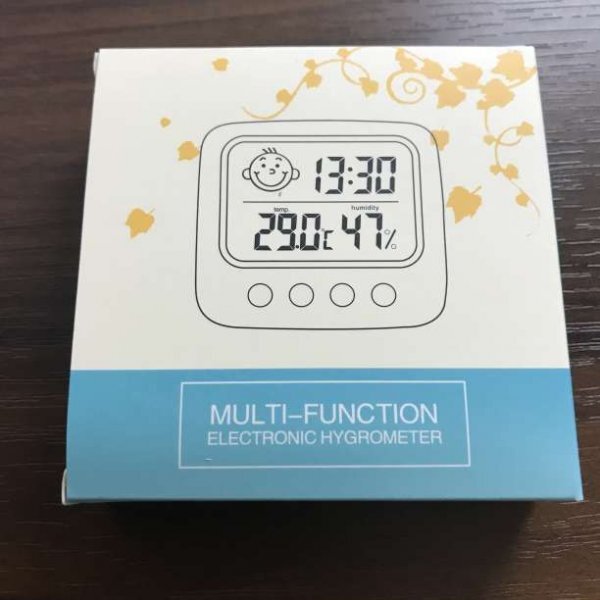 13:30
temp. humidity
29.0℃ 47%
MULTI-FUNCTION
ELECTRONIC HYGROMETER